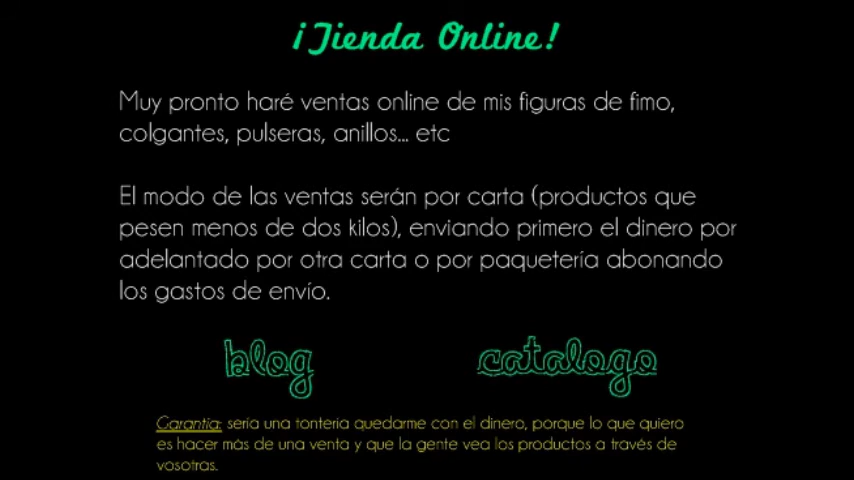 ¡Tienda Online!
Muy pronto haré ventas online de mis figuras de fimo,
colgantes, pulseras, anillos... etc
El modo de las ventas serán por carta (productos que
pesen menos de dos kilos), enviando primero el dinero por
adelantado por otra carta o por paquetería abonando
los gastos de envío.
blog
catalogo
Garantía: sería una tontería quedarme con el dinero, porque lo que quiero
es hacer más de una venta y que la gente vea los productos a través de
vosotras.